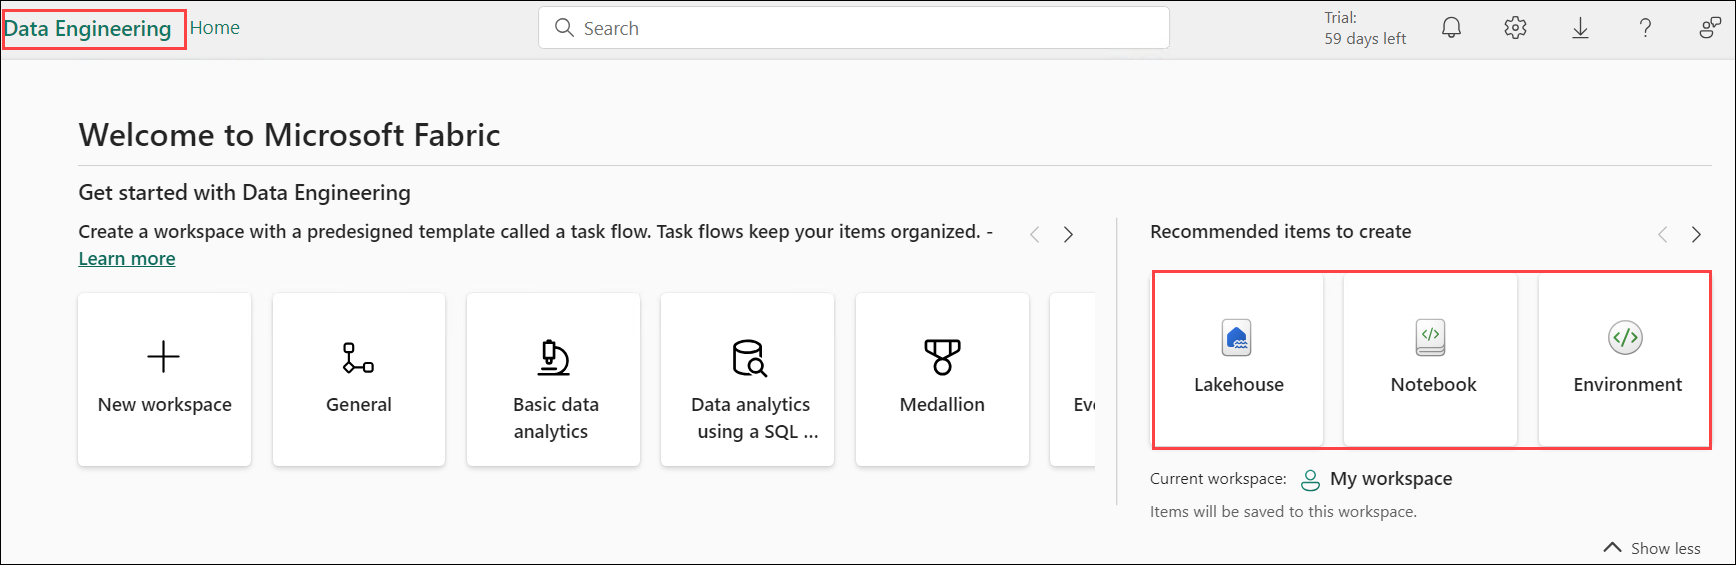 Data Engineering Home
Search
Trial:
59 days left
Welcome to Microsoft Fabric
Get started with Data Engineering
Create a workspace with a predesigned template called a task flow. Task flows keep your items organized. -
Learn more
New workspace
General
Basic data
analytics
Data analytics
using a SQL ...
Medallion
Recommended items to create
Lakehouse
Notebook
Environment
Current workspace: My workspace
Items will be saved to this workspace.
Show less